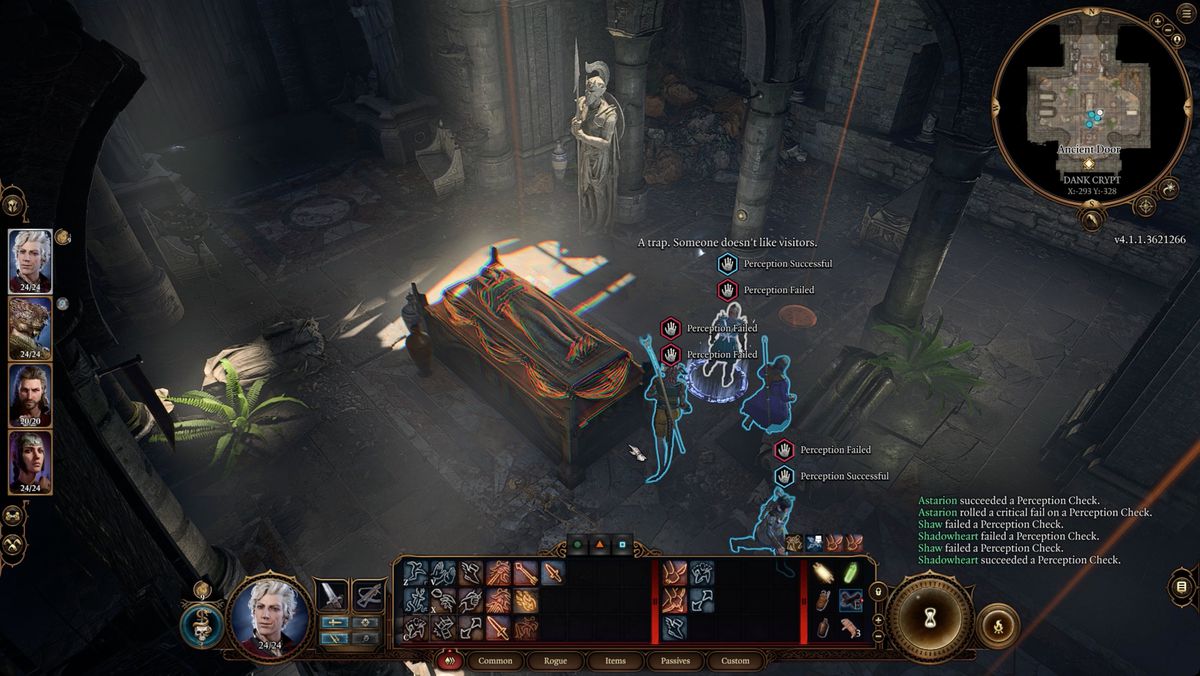 N
Ancient Door
DANK CRYPT
X:-293 Y:-328
S
v4.1.1.3621266
A trap. Someone doesn't like visitors.
Perception Successful
Perception Failed
Perception Failed
Perception Failed
Perception Failed
Perception Successful
24/24
24/24
20/20
24/24
Astarion succeeded a Perception Check.
Astarion rolled a critical fail on a Perception Check.
Shaw failed a Perception Check.
Shadowheart failed a Perception Check.
Shaw failed a Perception Check.
Shadowheart succeeded a Perception Check.
24/24
3
Common
Rogue
Items
Passives
Custom